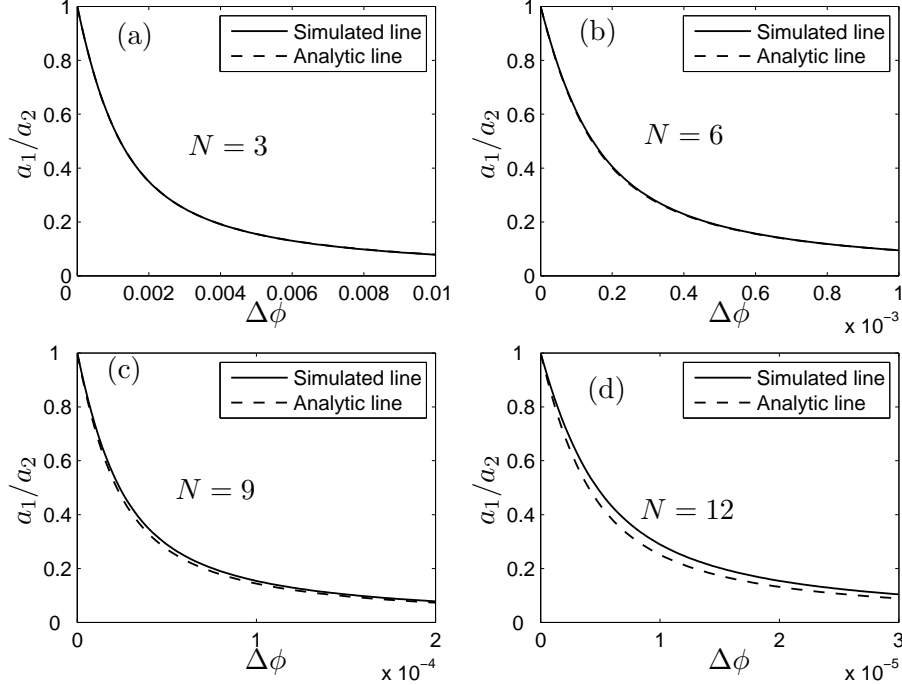 (a)
Simulated line
Analytic line
N = 3
a₁/a₂
1
0.8
0.6
0.4
0.2
0
0 0.002 0.004 0.006 0.008 0.01
Δϕ
(b)
Simulated line
Analytic line
N = 6
a₁/a₂
1
0.8
0.6
0.4
0.2
0
0 0.2 0.4 0.6 0.8 1
Δϕ
x 10⁻³
(c)
Simulated line
Analytic line
N = 9
a₁/a₂
1
0.8
0.6
0.4
0.2
0
0 1 2
Δϕ
x 10⁻⁴
(d)
Simulated line
Analytic line
N = 12
a₁/a₂
1
0.8
0.6
0.4
0.2
0
0 1 2 3
Δϕ
x 10⁻⁵